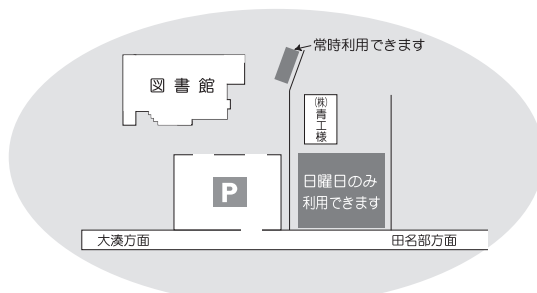 常時利用できます
図書館
㈱青工様
P
日曜日のみ
利用できます
大湊方面
田名部方面